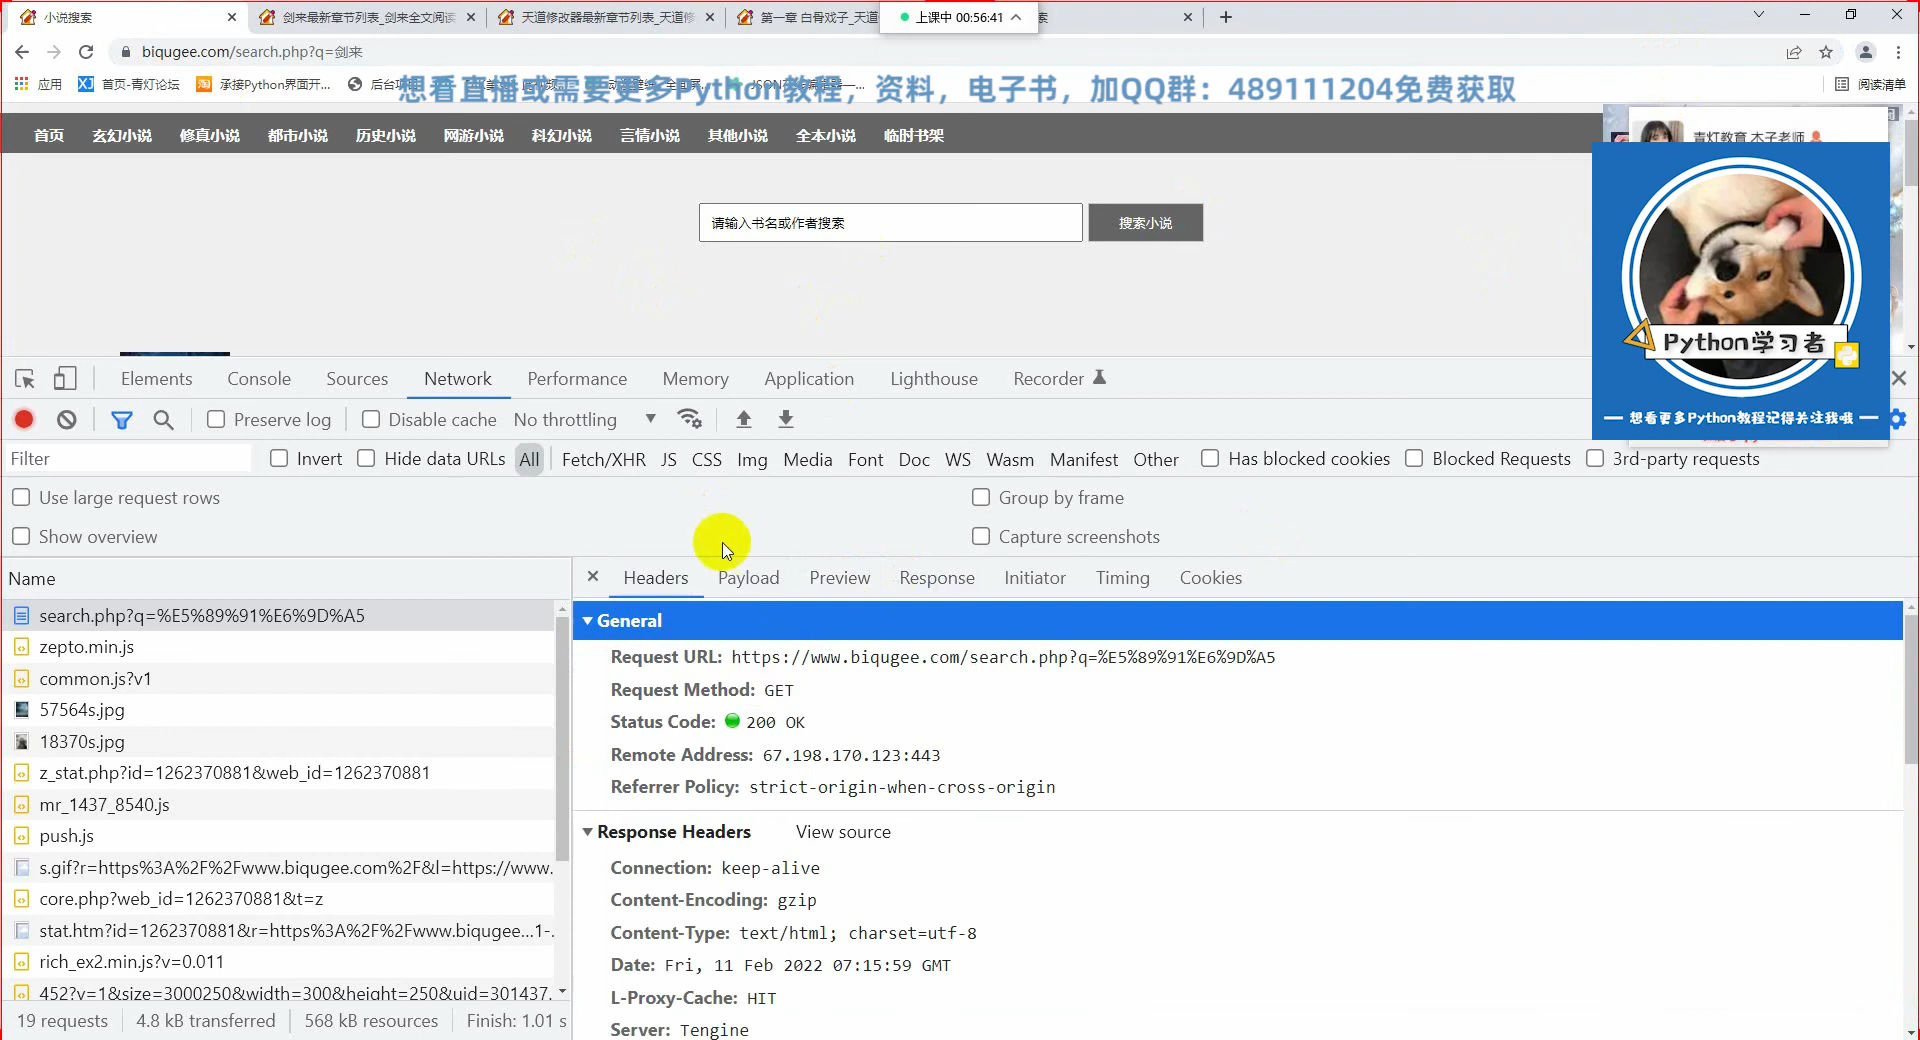 小说搜索
剑来最新章节列表_剑来全文阅读
天道修改器最新章节列表_天道修
第一章 白骨戏子_天道
上课中 00:56:41
索
biqugee.com/search.php?q=剑来
应用
首页-青灯论坛
承接Python界面开...
阅读清单
想看直播或需要更多Python教程，资料，电子书，加QQ群：489111204免费获取
首页 玄幻小说 修真小说 都市小说 历史小说 网游小说 科幻小说 言情小说 其他小说 全本小说 临时书架
青灯教育 木子老师
请输入书名或作者搜索
搜索小说
Python学习者
想看更多Python教程记得关注我哦
Elements Console Sources Network Performance Memory Application Lighthouse Recorder
Preserve log Disable cache No throttling
Filter Invert Hide data URLs All Fetch/XHR JS CSS Img Media Font Doc WS Wasm Manifest Other Has blocked cookies Blocked Requests 3rd-party requests
Use large request rows Group by frame
Show overview Capture screenshots
Name
Headers Payload Preview Response Initiator Timing Cookies
search.php?q=%E5%89%91%E6%9D%A5
zepto.min.js
common.js?v1
57564s.jpg
18370s.jpg
z_stat.php?id=1262370881&web_id=1262370881
mr_1437_8540.js
push.js
s.gif?r=https%3A%2F%2Fwww.biqugee.com%2F&l=https://www.
core.php?web_id=1262370881&t=z
stat.htm?id=1262370881&r=https%3A%2F%2Fwww.biqugee...1-.
rich_ex2.min.js?v=0.011
452?v=1&size=3000250&width=300&height=250&uid=301437.
19 requests 4.8 kB transferred 568 kB resources Finish: 1.01 s
General
Request URL: https://www.biqugee.com/search.php?q=%E5%89%91%E6%9D%A5
Request Method: GET
Status Code: 200 OK
Remote Address: 67.198.170.123:443
Referrer Policy: strict-origin-when-cross-origin
Response Headers View source
Connection: keep-alive
Content-Encoding: gzip
Content-Type: text/html; charset=utf-8
Date: Fri, 11 Feb 2022 07:15:59 GMT
L-Proxy-Cache: HIT
Server: Tengine